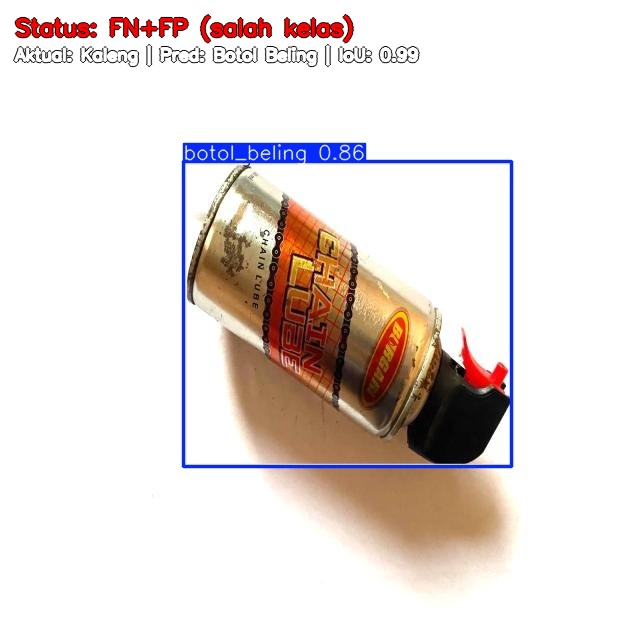 Status: FN+FP (salah kelas)
Aktual: Kaleng | Pred: Botol Beling | IoU: 0.99
botol_beling 0.86
CHAIN LUBE
CHAIN
LUBE